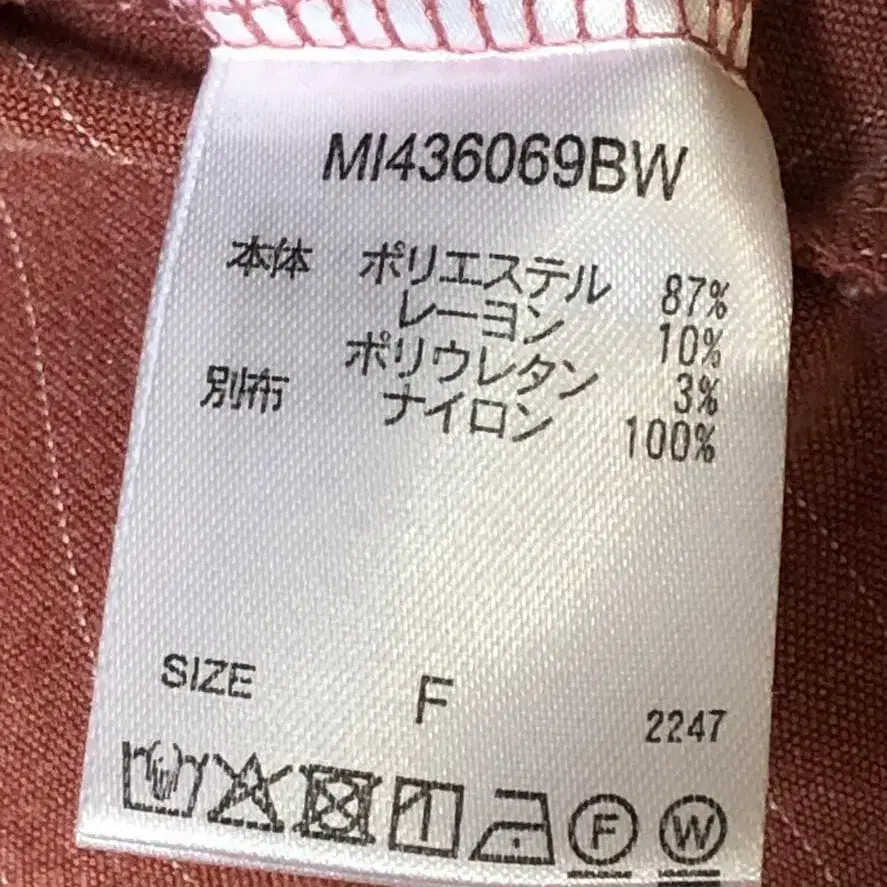 MI436069BW
本体 ポリエステル 87%
レーヨン 10%
ポリウレタン 3%
別布 ナイロン 100%
SIZE F
2247
F W